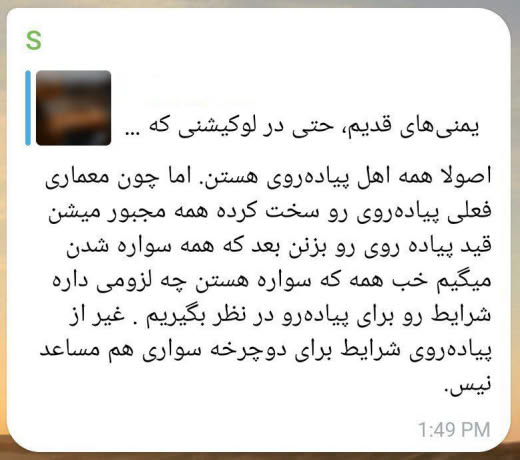 S
یمنی‌های قدیم، حتی در لوکیشنی که ...
اصولا همه اهل پیاده‌روی هستن. اما چون معماری
فعلی پیاده‌روی رو سخت کرده همه مجبور میشن
قید پیاده روی رو بزنن بعد که همه سواره شدن
میگیم خب همه که سواره هستن چه لزومی داره
شرایط رو برای پیاده‌رو در نظر بگیریم . غیر از
پیاده‌روی شرایط برای دوچرخه سواری هم مساعد
نیس.
1:49 PM